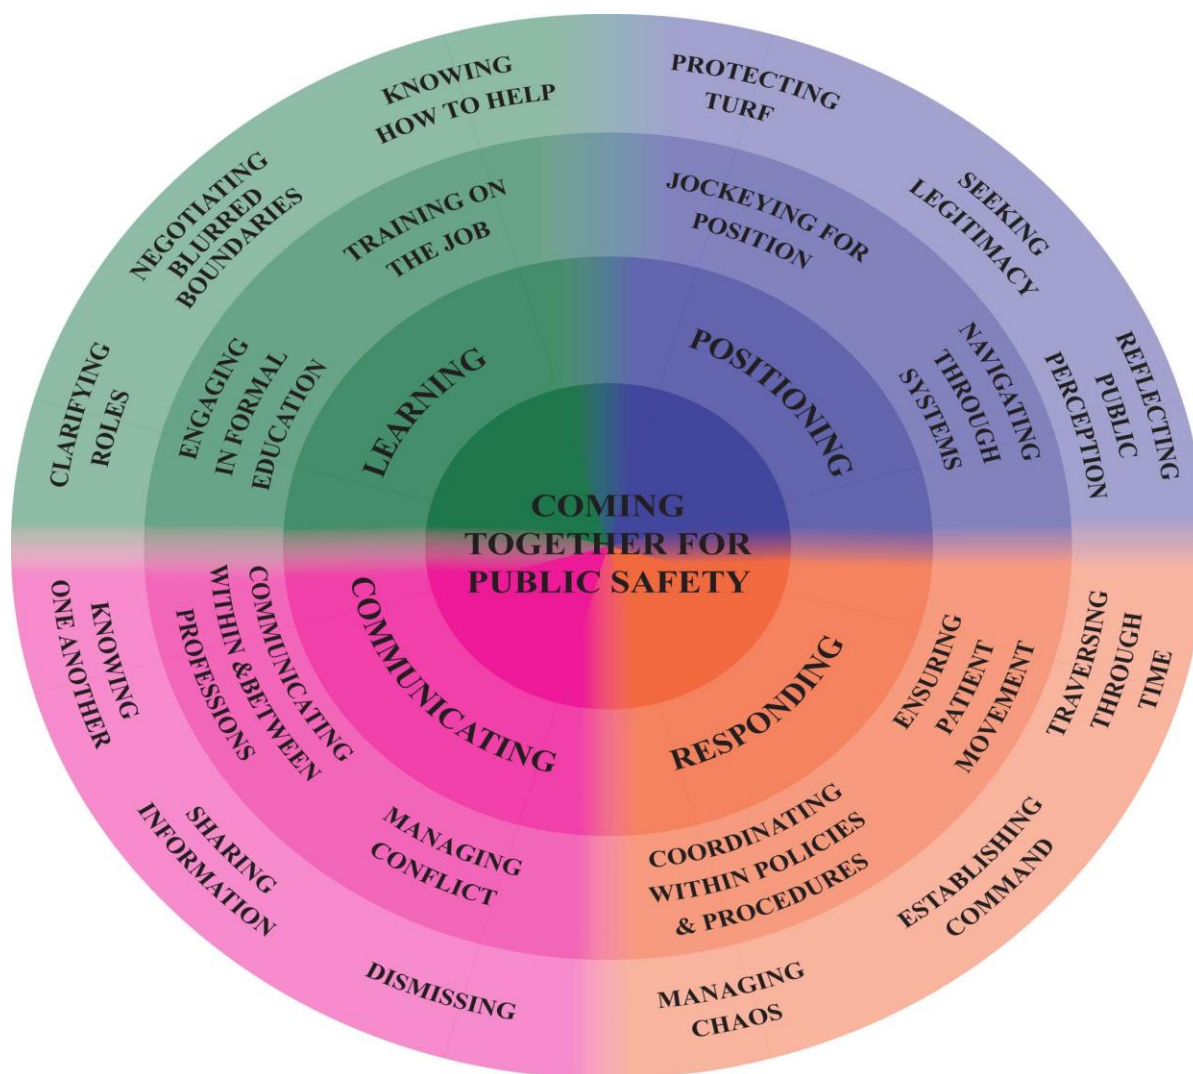 COMING
TOGETHER FOR
PUBLIC SAFETY
LEARNING
TRAINING ON
THE JOB
ENGAGING
IN FORMAL
EDUCATION
KNOWING
HOW TO HELP
NEGOTIATING
BLURRED
BOUNDARIES
CLARIFYING
ROLES
POSITIONING
JOCKEYING FOR
POSITION
NAVIGATING
THROUGH
SYSTEMS
PROTECTING
TURF
SEEKING
LEGITIMACY
REFLECTING
PUBLIC
PERCEPTION
RESPONDING
ENSURING
PATIENT
MOVEMENT
COORDINATING
WITHIN POLICIES
& PROCEDURES
TRAVERSING
THROUGH
TIME
ESTABLISHING
COMMAND
MANAGING
CHAOS
COMMUNICATING
COMMUNICATING
WITHIN &BETWEEN
PROFESSIONS
MANAGING
CONFLICT
KNOWING
ONE ANOTHER
SHARING
INFORMATION
DISMISSING